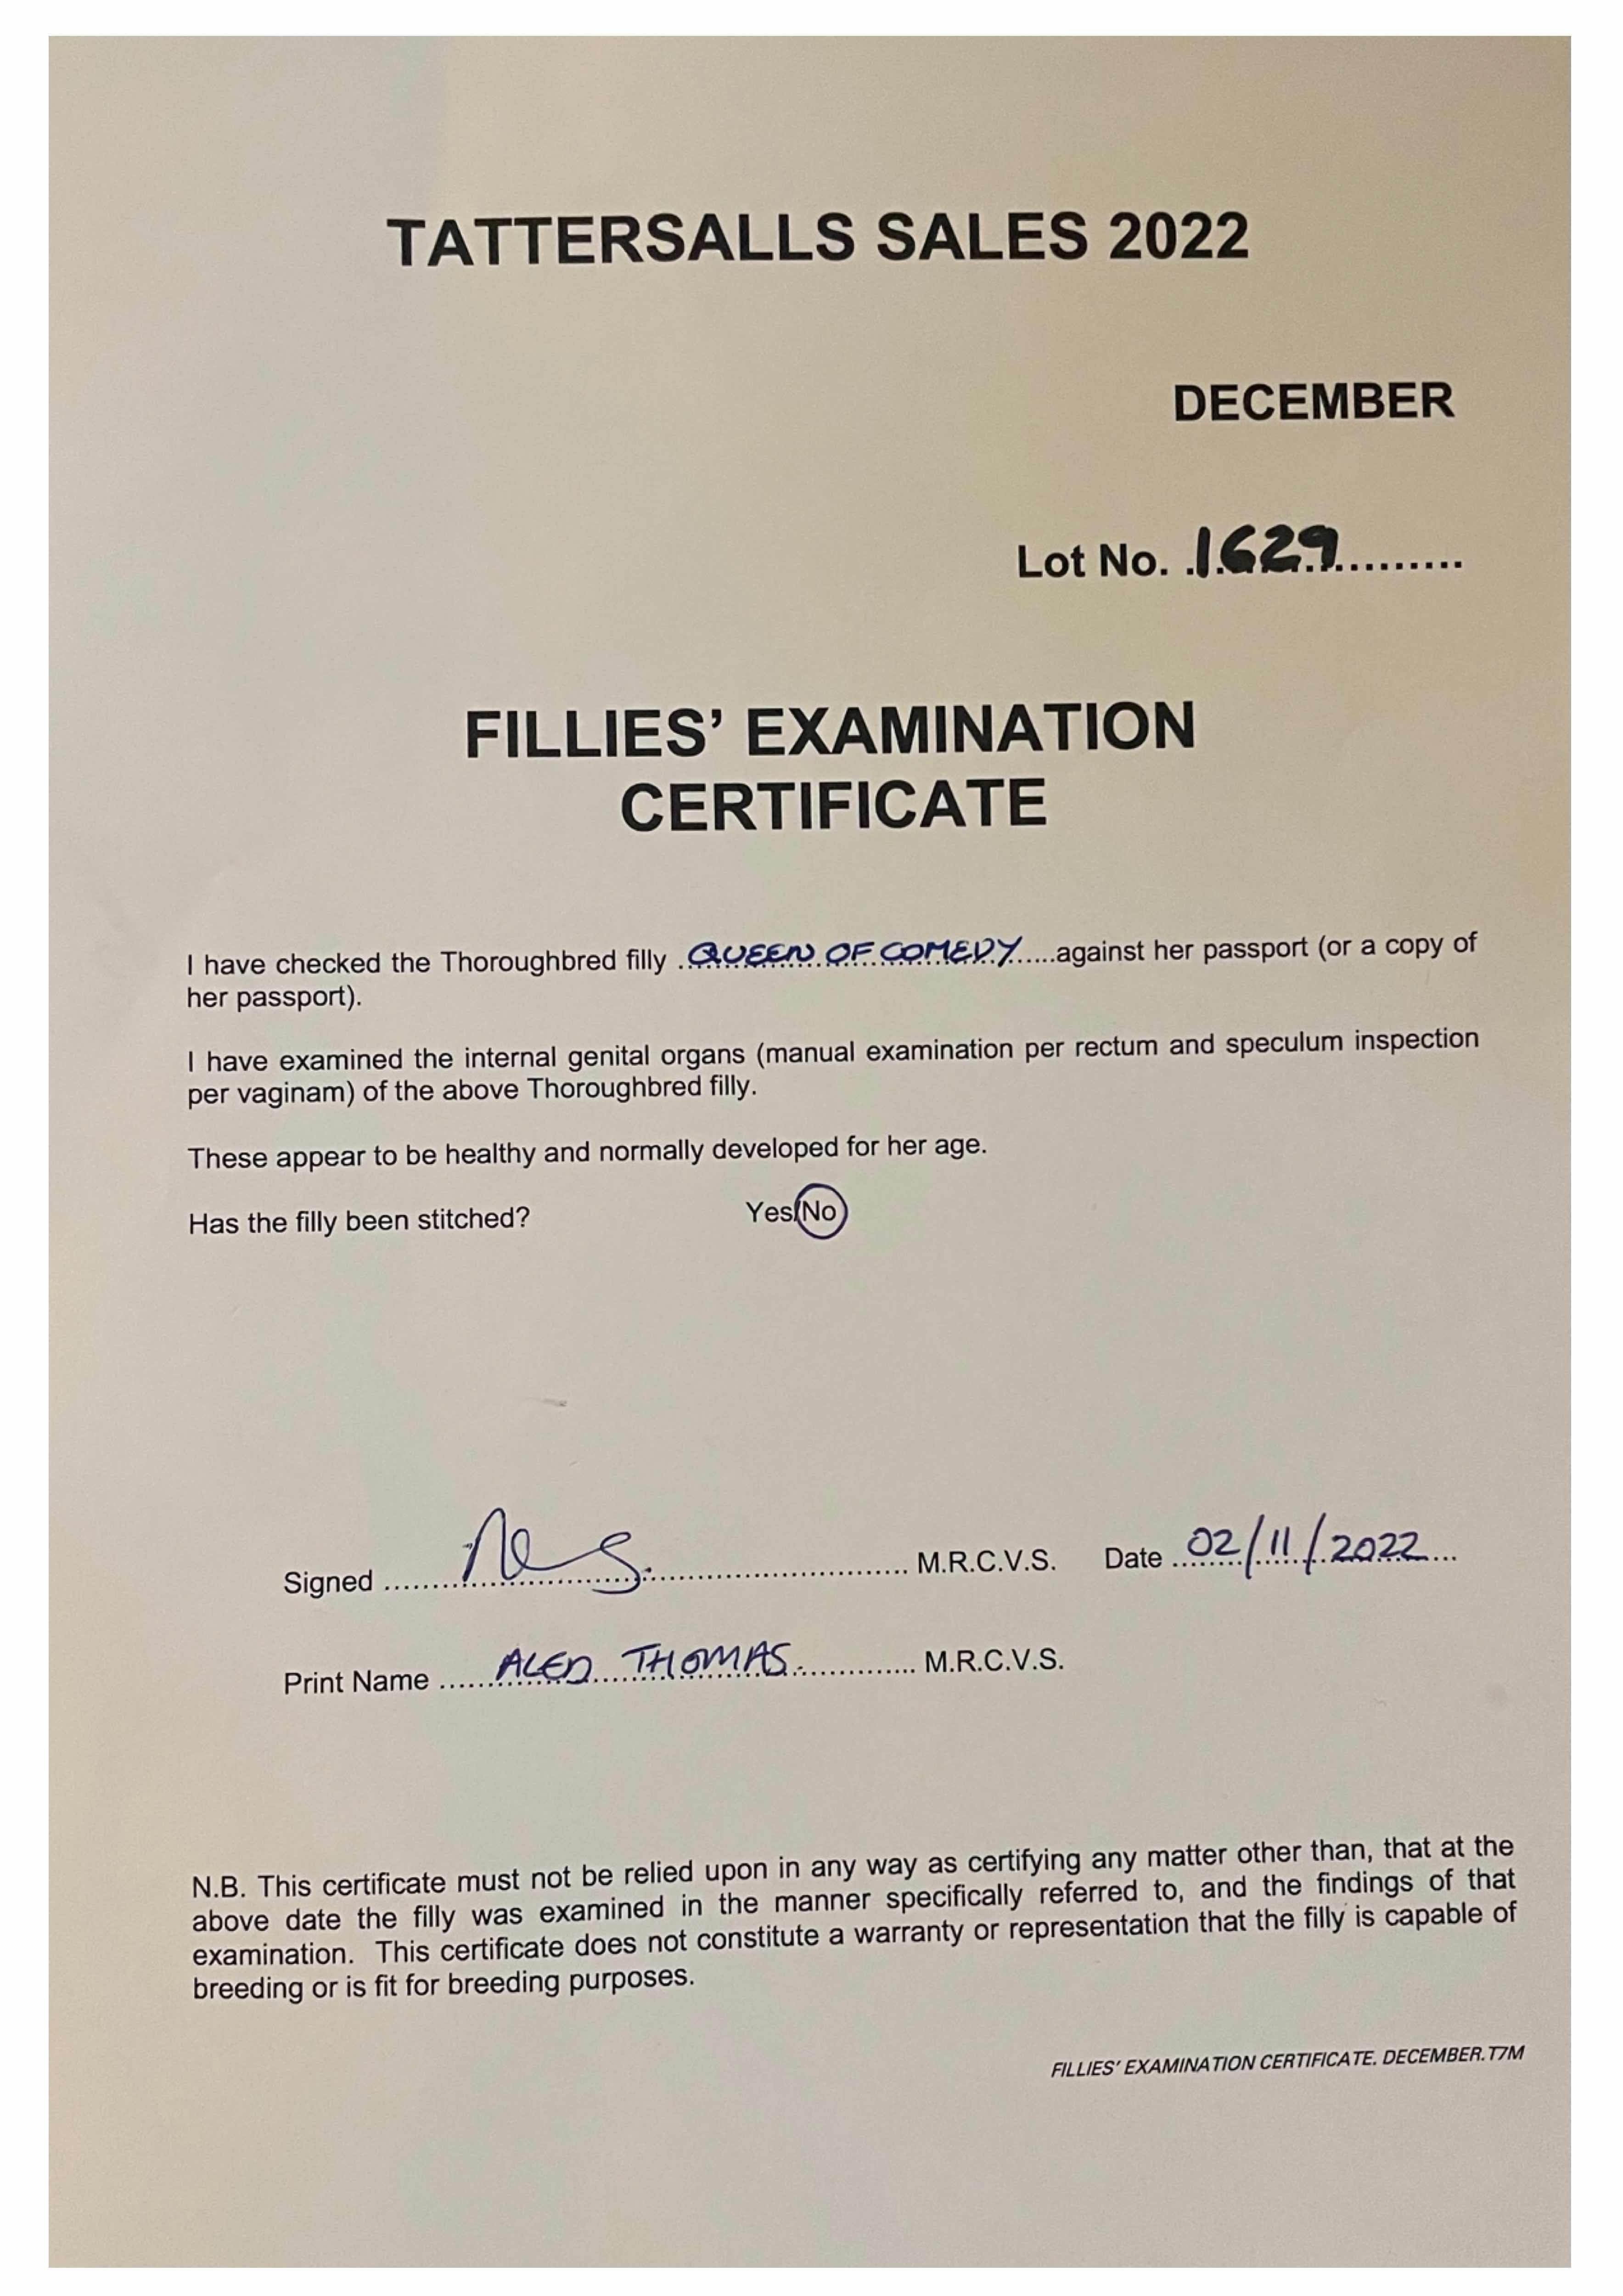 TATTERSALLS SALES 2022
DECEMBER
Lot No. .1629...........
FILLIES' EXAMINATION
CERTIFICATE
I have checked the Thoroughbred filly .QUEEN OF COMEDY.....against her passport (or a copy of
her passport).
I have examined the internal genital organs (manual examination per rectum and speculum inspection
per vaginam) of the above Thoroughbred filly.
These appear to be healthy and normally developed for her age.
Has the filly been stitched? Yes/No
Signed .................................... M.R.C.V.S. Date 02/11/2022...
Print Name ......ALED THOMAS............... M.R.C.V.S.
N.B. This certificate must not be relied upon in any way as certifying any matter other than, that at the
above date the filly was examined in the manner specifically referred to, and the findings of that
examination. This certificate does not constitute a warranty or representation that the filly is capable of
breeding or is fit for breeding purposes.
FILLIES' EXAMINATION CERTIFICATE. DECEMBER.T7M